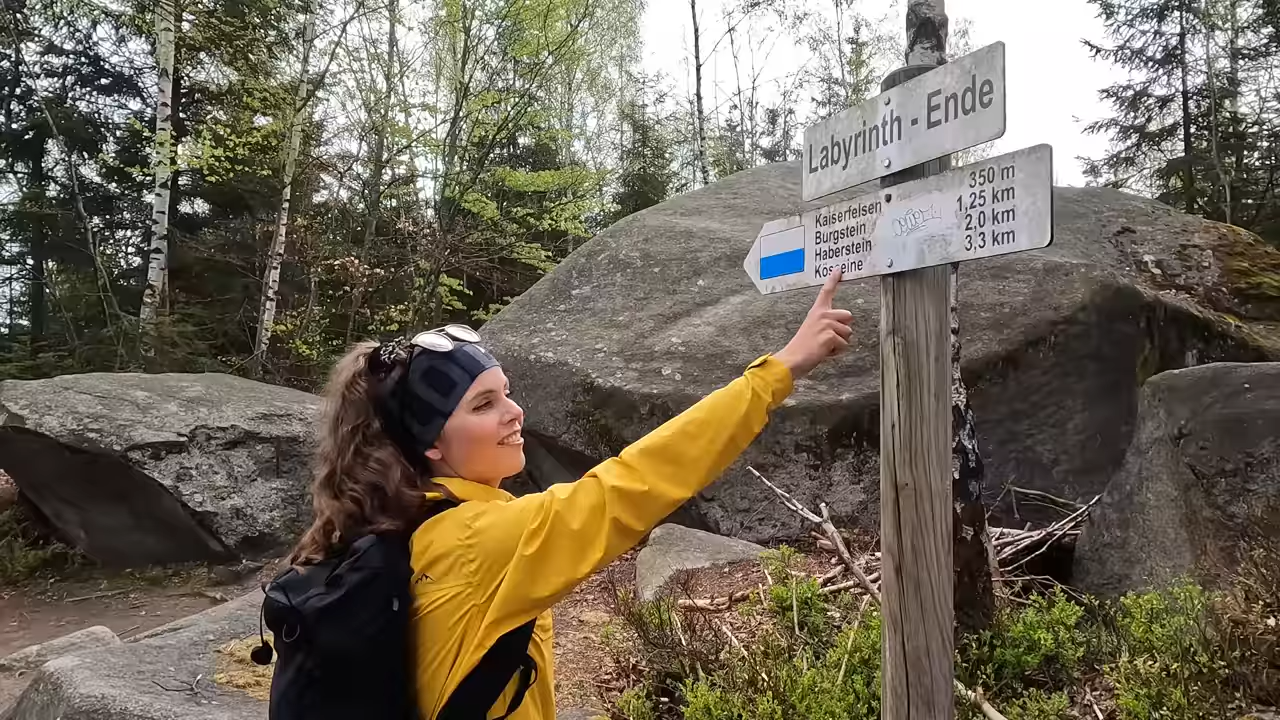 Labyrinth - Ende
Kaiserfelsen 350 m
Burgstein 1,25 km
Haberstein 2,0 km
Kösseine 3,3 km